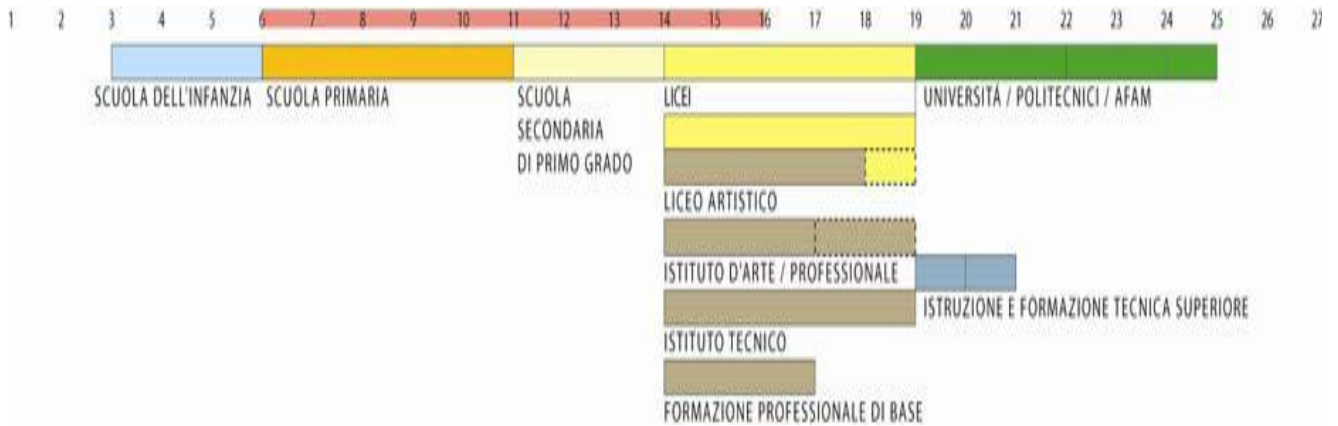 1 2 3 4 5 6 7 8 9 10 11 12 13 14 15 16 17 18 19 20 21 22 23 24 25 26 27
SCUOLA DELL'INFANZIA SCUOLA PRIMARIA SCUOLA LICEI UNIVERSITÁ / POLITECNICI / AFAM
SECONDARIA
DI PRIMO GRADO
LICEO ARTISTICO
ISTITUTO D'ARTE / PROFESSIONALE
ISTRUZIONE E FORMAZIONE TECNICA SUPERIORE
ISTITUTO TECNICO
FORMAZIONE PROFESSIONALE DI BASE